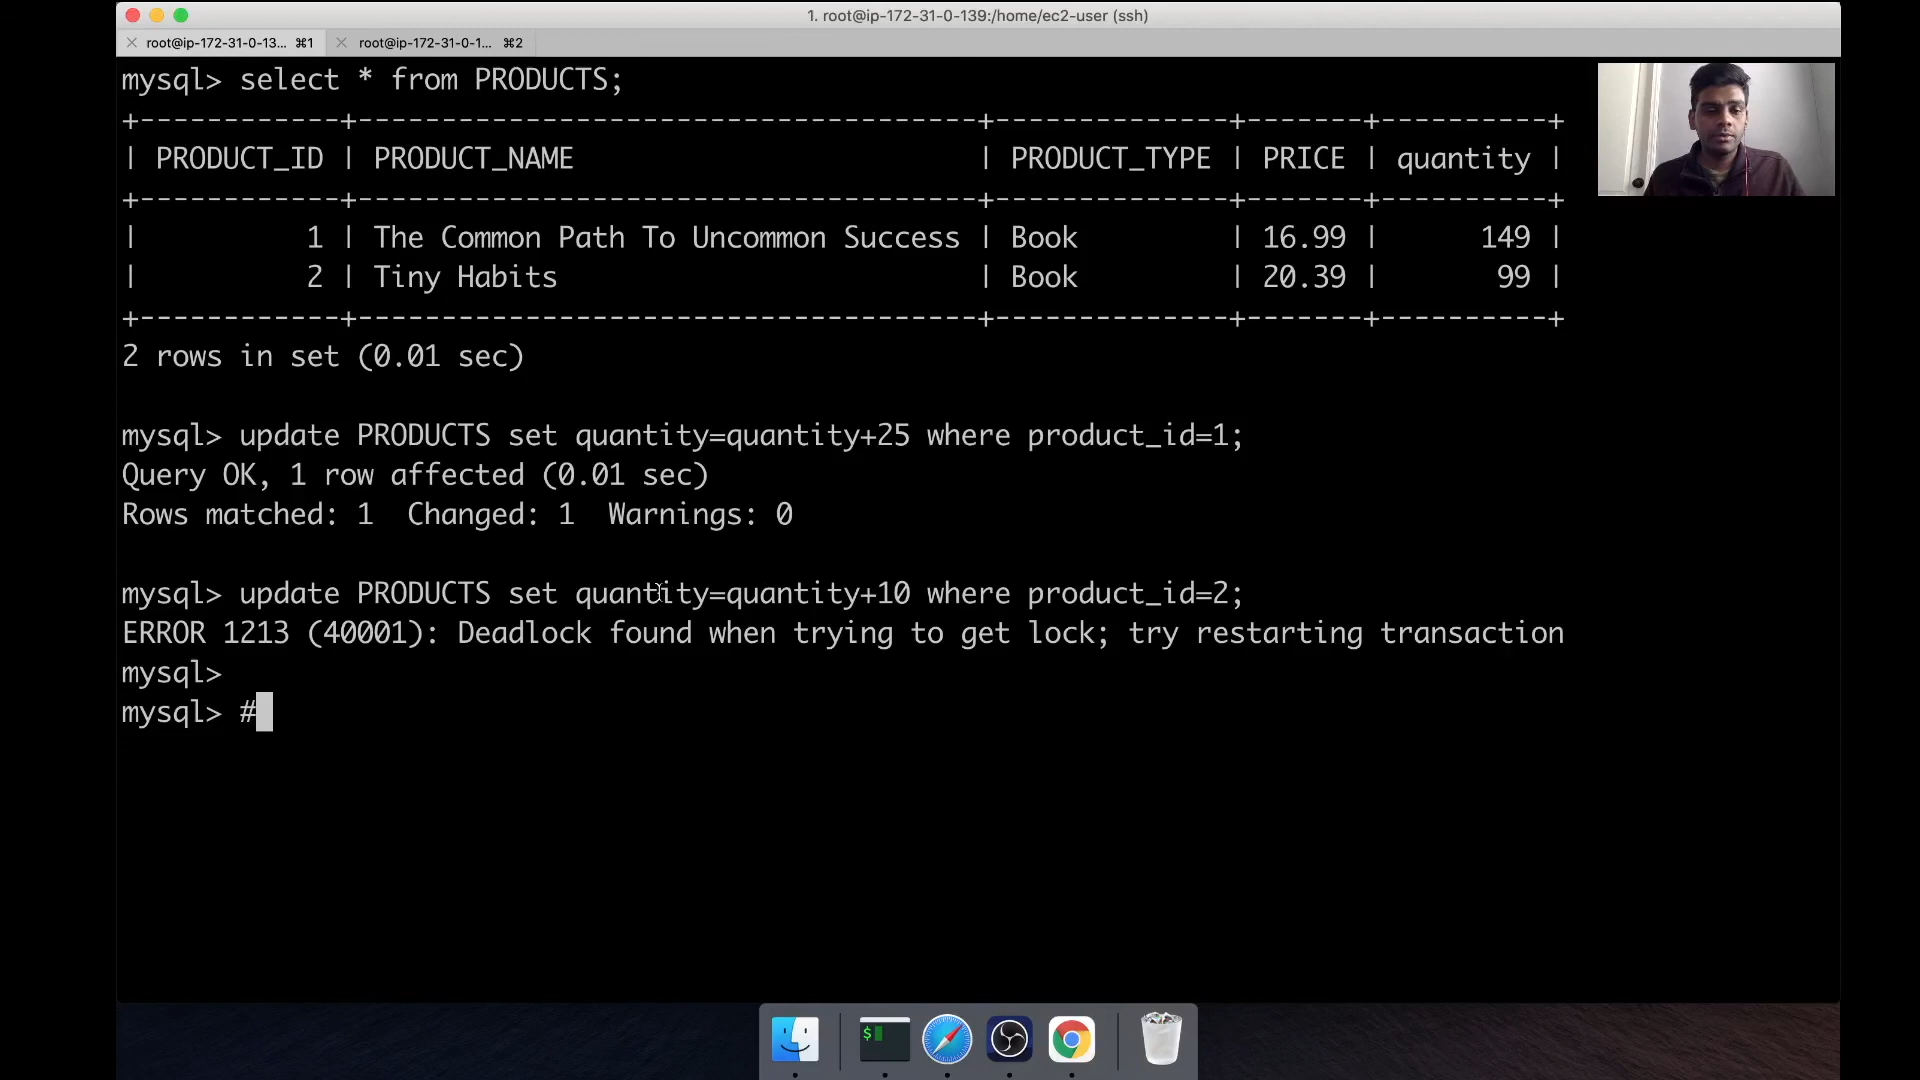 1. root@ip-172-31-0-139:/home/ec2-user (ssh)
root@ip-172-31-0-13... ⌘1 root@ip-172-31-0-1... ⌘2
mysql> select * from PRODUCTS;
+------------+-------------------------------------+--------------+-------+----------+
| PRODUCT_ID | PRODUCT_NAME                        | PRODUCT_TYPE | PRICE | quantity |
+------------+-------------------------------------+--------------+-------+----------+
|          1 | The Common Path To Uncommon Success | Book         | 16.99 |      149 |
|          2 | Tiny Habits                         | Book         | 20.39 |       99 |
+------------+-------------------------------------+--------------+-------+----------+
2 rows in set (0.01 sec)
mysql> update PRODUCTS set quantity=quantity+25 where product_id=1;
Query OK, 1 row affected (0.01 sec)
Rows matched: 1  Changed: 1  Warnings: 0
mysql> update PRODUCTS set quantity=quantity+10 where product_id=2;
ERROR 1213 (40001): Deadlock found when trying to get lock; try restarting transaction
mysql>
mysql> #
$